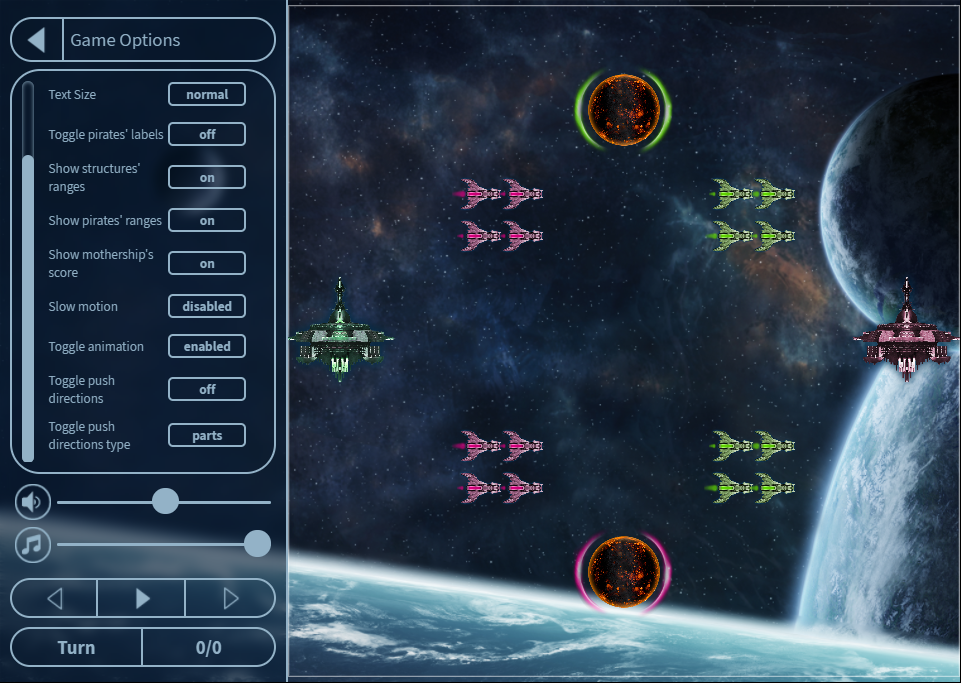 Game Options
Text Size
normal
Toggle pirates' labels
off
Show structures'
ranges
on
Show pirates' ranges
on
Show mothership's
score
on
Slow motion
disabled
Toggle animation
enabled
Toggle push
directions
off
Toggle push
directions type
parts
Turn
0/0